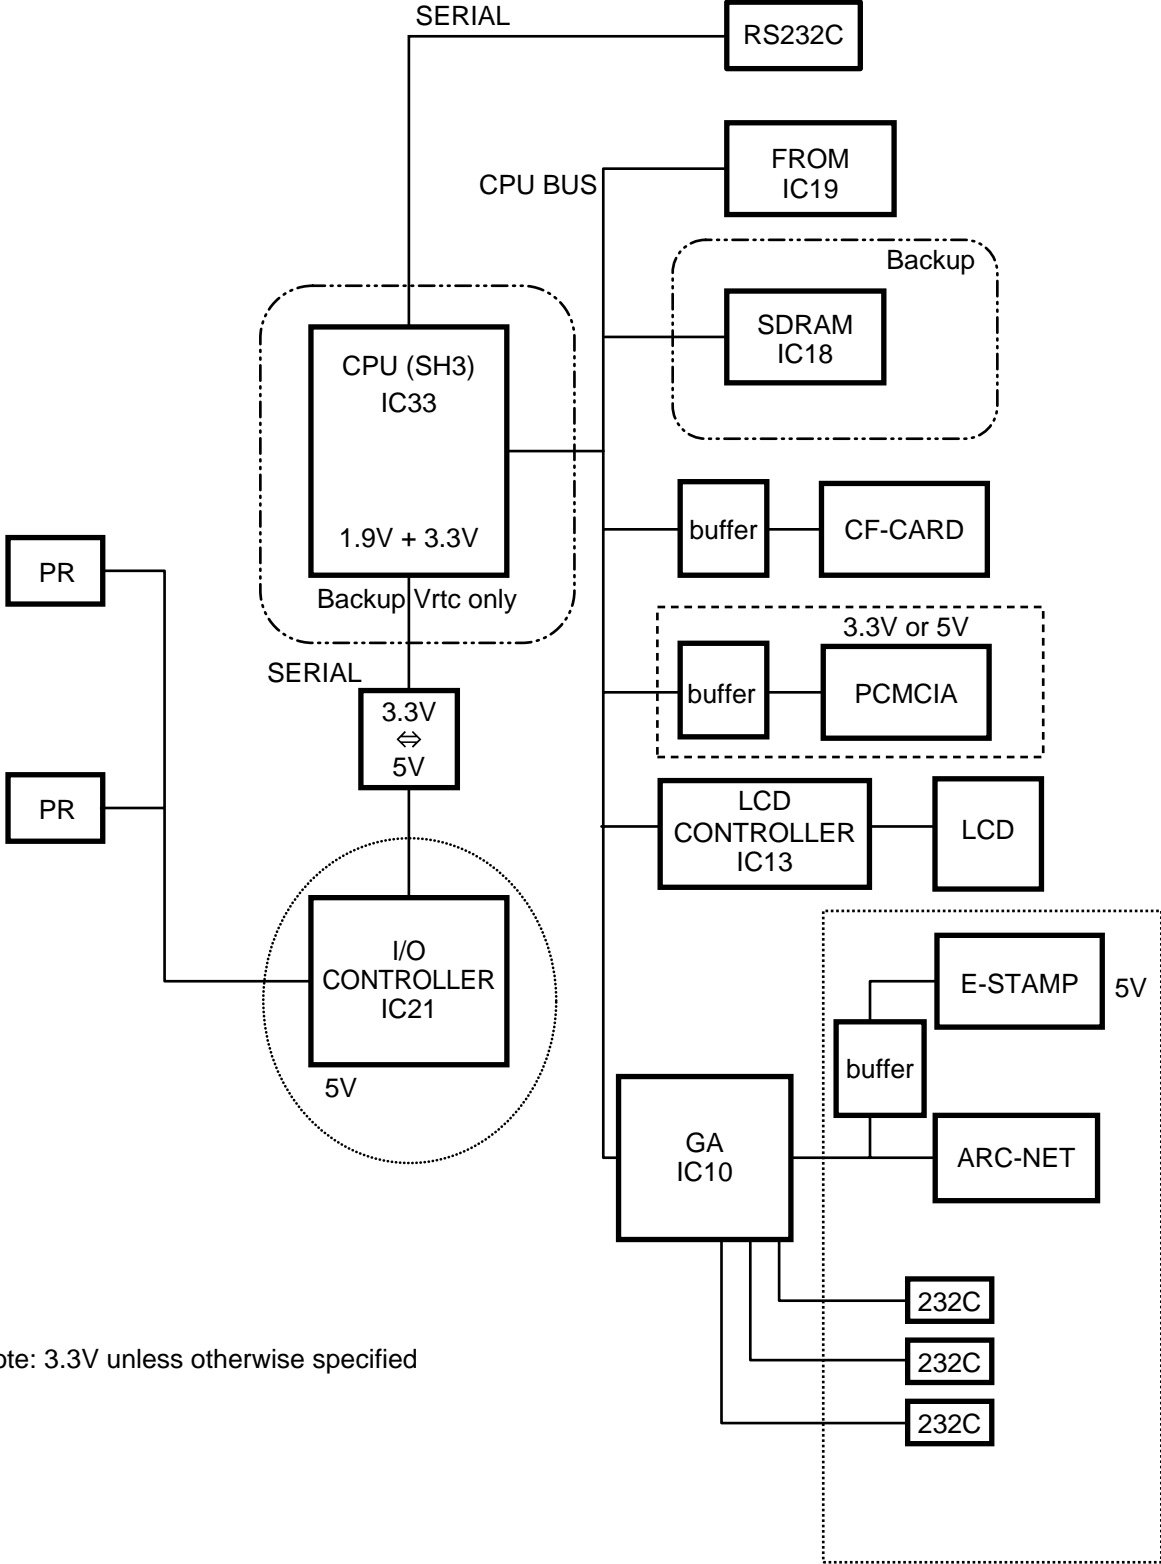 SERIAL
RS232C
CPU BUS
FROM
IC19
Backup
SDRAM
IC18
CPU (SH3)
IC33
1.9V + 3.3V
Backup Vrtc only
buffer
CF-CARD
PR
3.3V or 5V
buffer
PCMCIA
SERIAL
3.3V
⇔
5V
PR
LCD
CONTROLLER
IC13
LCD
I/O
CONTROLLER
IC21
5V
E-STAMP
5V
buffer
GA
IC10
ARC-NET
232C
232C
232C
ote: 3.3V unless otherwise specified